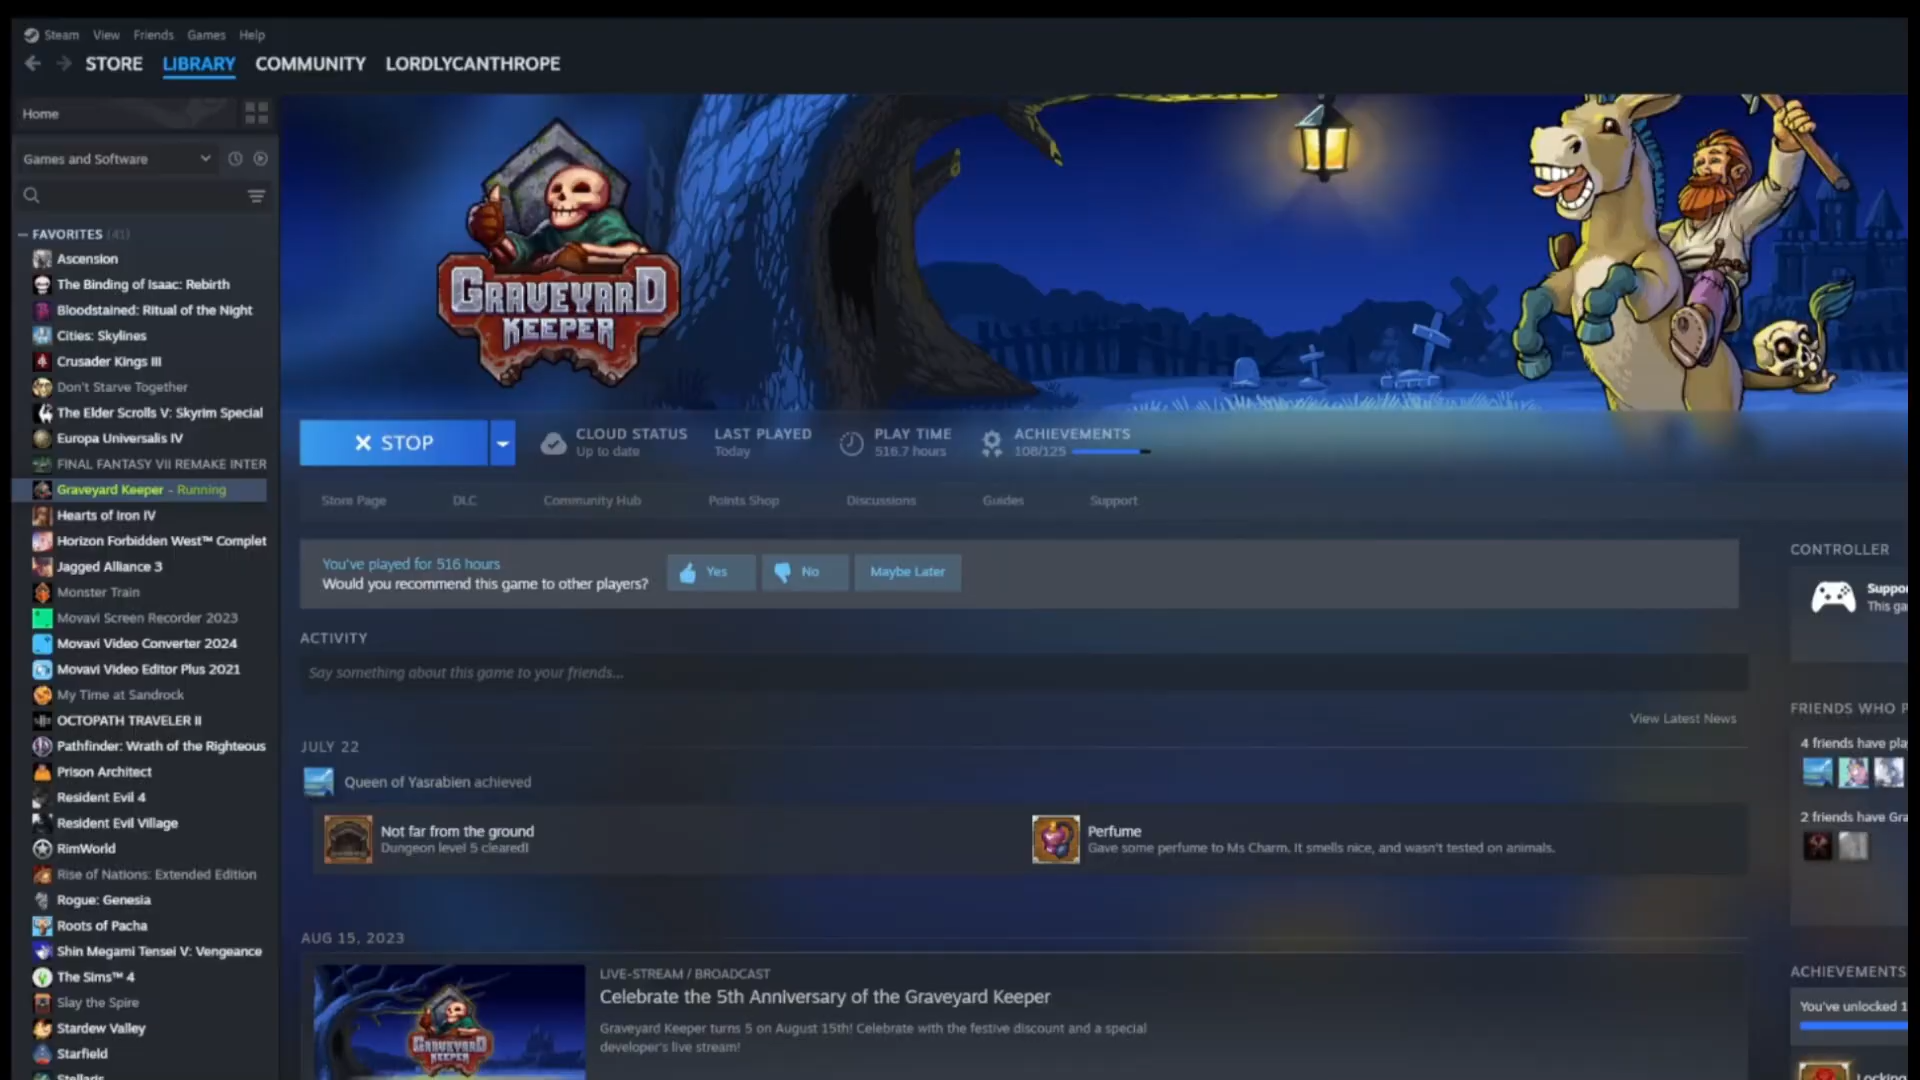 Steam View Friends Games Help
STORE LIBRARY COMMUNITY LORDLYCANTHROPE
Home
Games and Software
FAVORITES (41)
Ascension
The Binding of Isaac: Rebirth
Bloodstained: Ritual of the Night
Cities: Skylines
Crusader Kings III
Don't Starve Together
The Elder Scrolls V: Skyrim Special
Europa Universalis IV
FINAL FANTASY VII REMAKE INTER
Graveyard Keeper - Running
Hearts of Iron IV
Horizon Forbidden West™ Complet
Jagged Alliance 3
Monster Train
Movavi Screen Recorder 2023
Movavi Video Converter 2024
Movavi Video Editor Plus 2021
My Time at Sandrock
OCTOPATH TRAVELER II
Pathfinder: Wrath of the Righteous
Prison Architect
Resident Evil 4
Resident Evil Village
RimWorld
Rise of Nations: Extended Edition
Rogue: Genesia
Roots of Pacha
Shin Megami Tensei V: Vengeance
The Sims™ 4
Slay the Spire
Stardew Valley
Starfield
Stellaris
GRAVEYARD
KEEPER
STOP
CLOUD STATUS
Up to date
LAST PLAYED
Today
PLAY TIME
516.7 hours
ACHIEVEMENTS
108/125
Store Page DLC Community Hub Points Shop Discussions Guides Support
You've played for 516 hours
Would you recommend this game to other players?
Yes No Maybe Later
ACTIVITY
Say something about this game to your friends...
View Latest News
JULY 22
Queen of Yasrabien achieved
Not far from the ground
Dungeon level 5 cleared!
Perfume
Gave some perfume to Ms Charm. It smells nice, and wasn't tested on animals.
AUG 15, 2023
GRAVEYARD
KEEPER
LIVE-STREAM / BROADCAST
Celebrate the 5th Anniversary of the Graveyard Keeper
Graveyard Keeper turns 5 on August 15th! Celebrate with the festive discount and a special
developer's live stream!
CONTROLLER
Suppo
This ga
FRIENDS WHO P
4 friends have pla
2 friends have Gra
ACHIEVEMENTS
You've unlocked 1
Locking